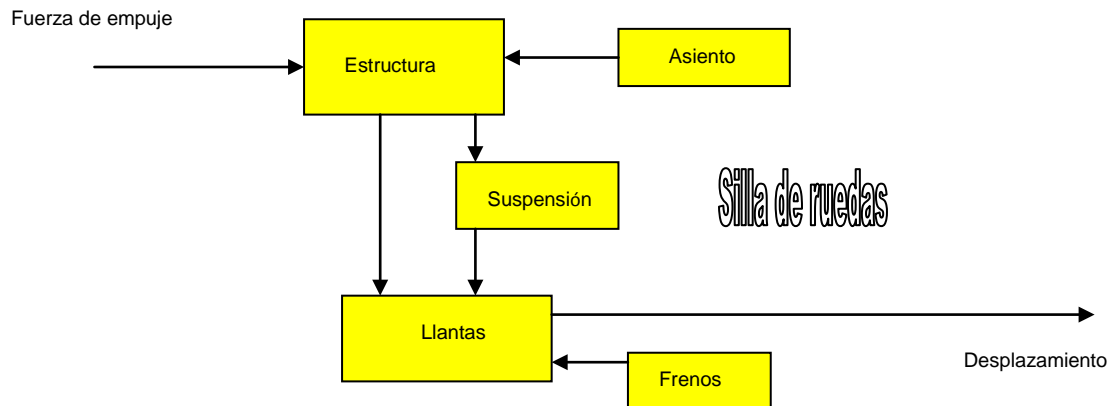 Fuerza de empuje
Estructura
Asiento
Suspensión
Silla de ruedas
Llantas
Desplazamiento
Frenos